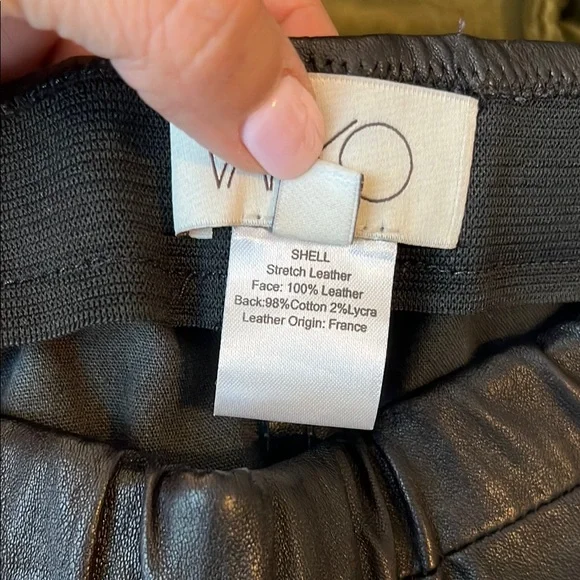 SHELL
Stretch Leather
Face: 100% Leather
Back:98%Cotton 2%Lycra
Leather Origin: France